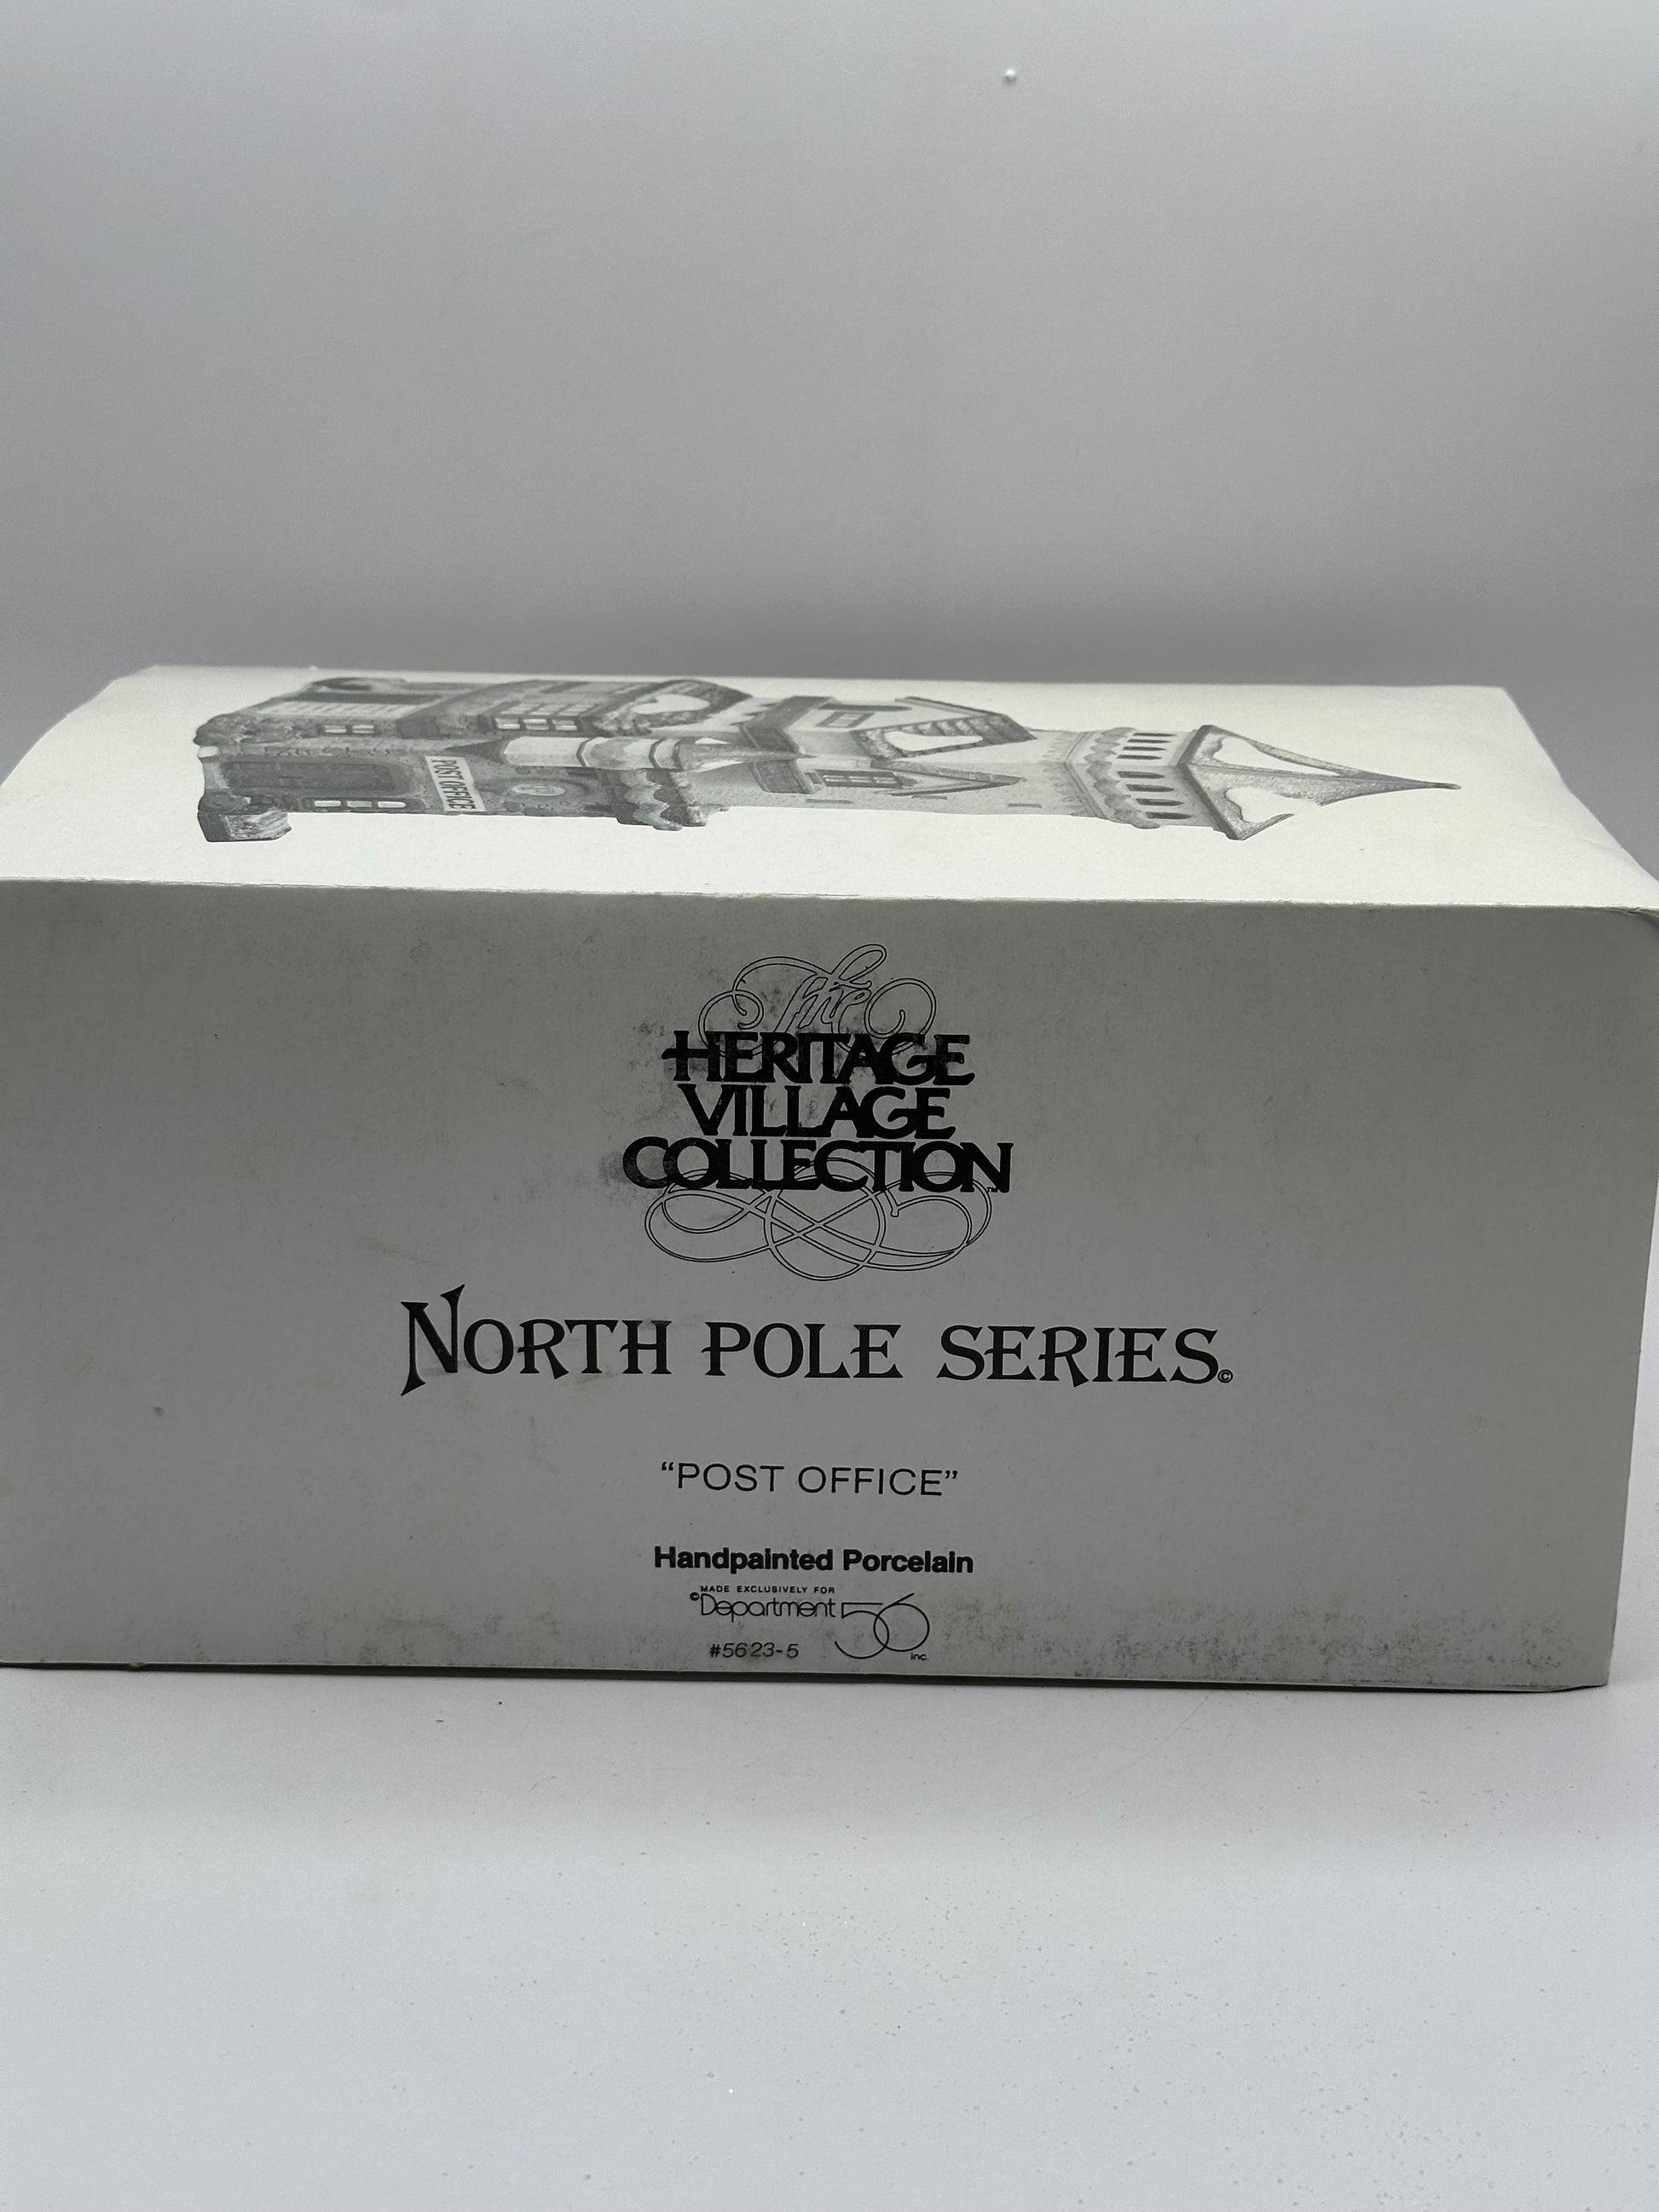 POST OFFICE
The
HERITAGE
VILLAGE
COLLECTION™
NORTH POLE SERIES©
“POST OFFICE”
Handpainted Porcelain
MADE EXCLUSIVELY FOR
©Department 56 inc.
#5623-5